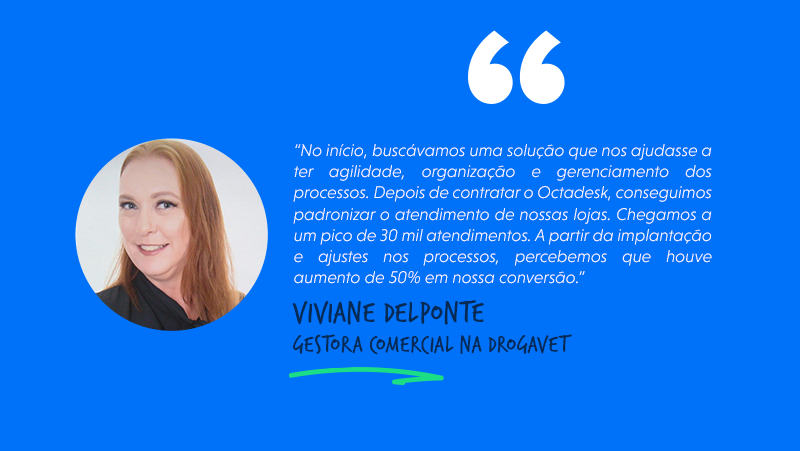 “No início, buscávamos uma solução que nos ajudasse a
ter agilidade, organização e gerenciamento dos
processos. Depois de contratar o Octadesk, conseguimos
padronizar o atendimento de nossas lojas. Chegamos a
um pico de 30 mil atendimentos. A partir da implantação
e ajustes nos processos, percebemos que houve
aumento de 50% em nossa conversão.”
VIVIANE DELPONTE
GESTORA COMERCIAL NA DROGAVET